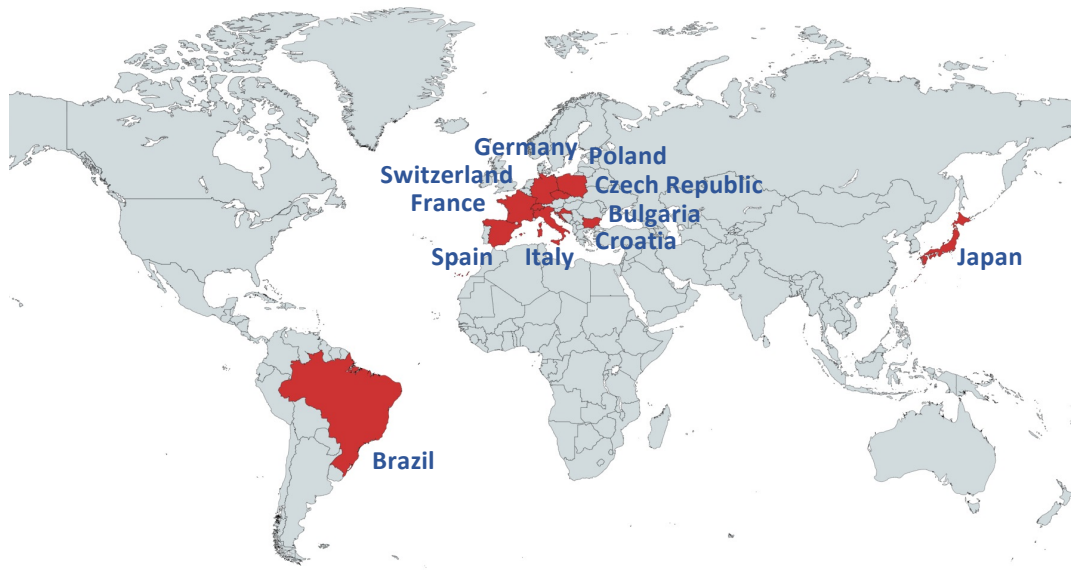 Germany
Poland
Switzerland
Czech Republic
France
Bulgaria
Croatia
Spain
Italy
Japan
Brazil